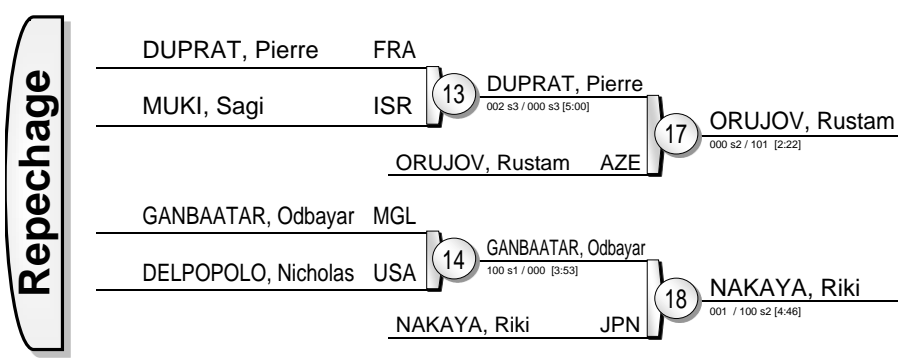 Repechage
DUPRAT, Pierre FRA
MUKI, Sagi ISR
13
DUPRAT, Pierre
002 s3 / 000 s3 [5:00]
ORUJOV, Rustam AZE
17
ORUJOV, Rustam
000 s2 / 101 [2:22]
GANBAATAR, Odbayar MGL
DELPOPOLO, Nicholas USA
14
GANBAATAR, Odbayar
100 s1 / 000 [3:53]
NAKAYA, Riki JPN
18
NAKAYA, Riki
001 / 100 s2 [4:46]